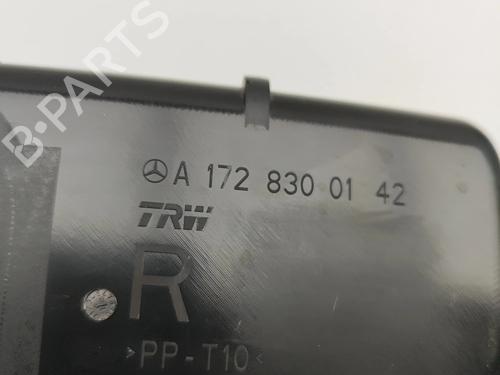 B-PARTS
A 172 830 01 42
TRW
R
>PP-T10<